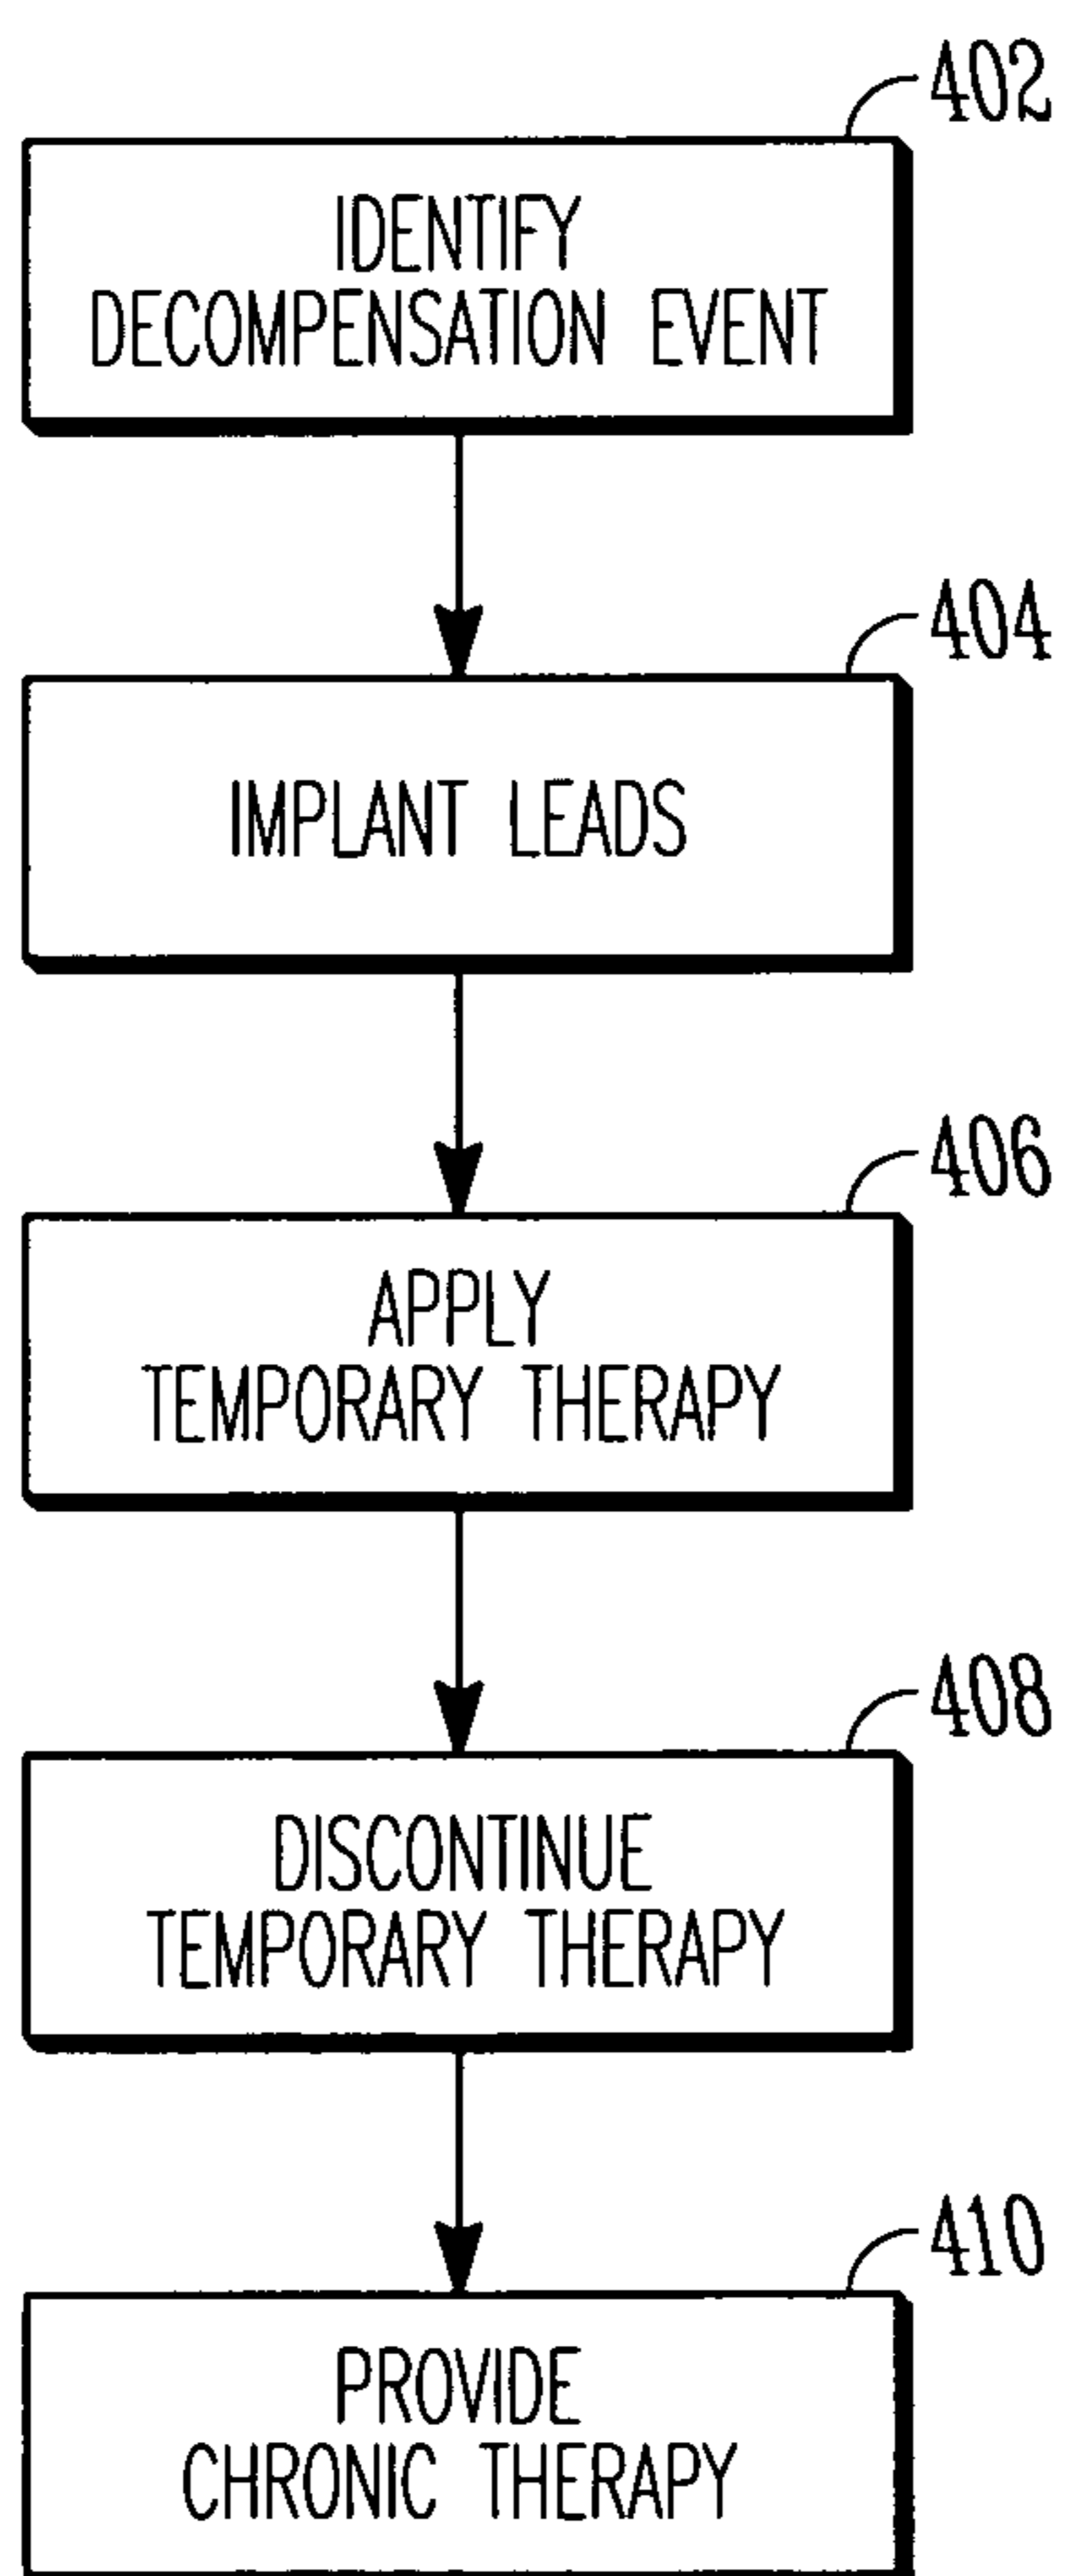 402
IDENTIFY
DECOMPENSATION EVENT
404
IMPLANT LEADS
406
APPLY
TEMPORARY THERAPY
408
DISCONTINUE
TEMPORARY THERAPY
410
PROVIDE
CHRONIC THERAPY